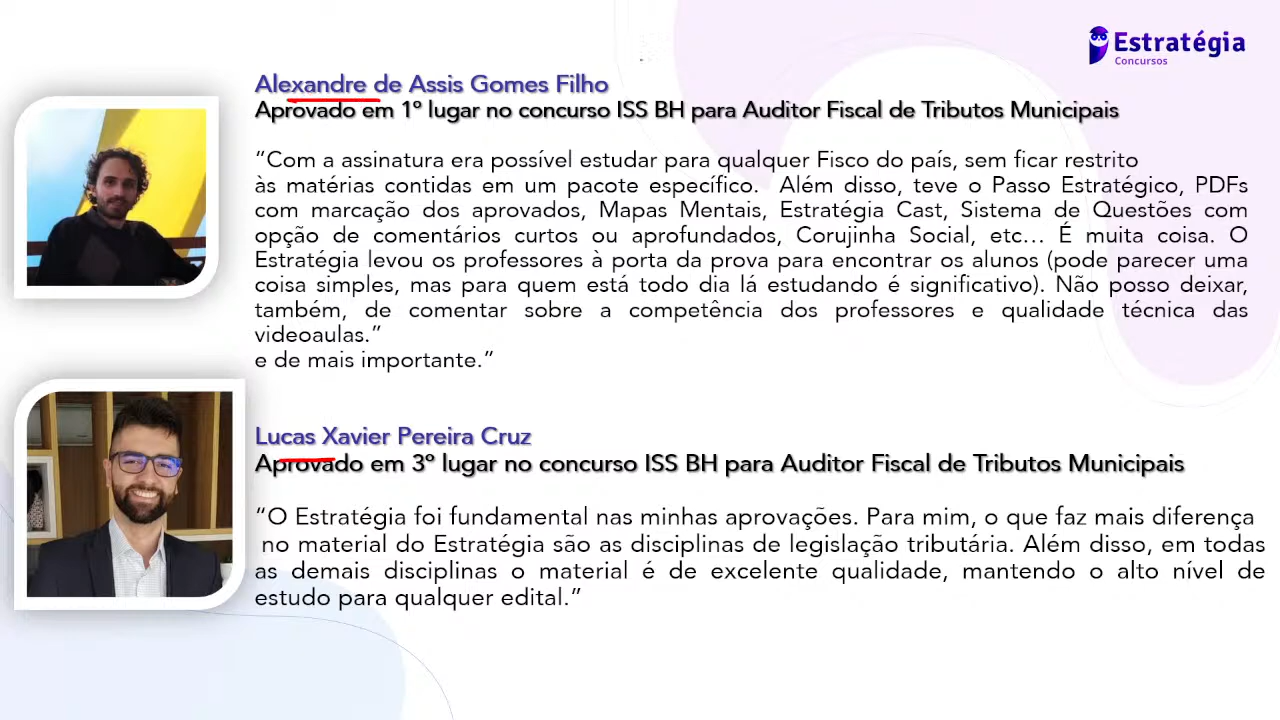 Estratégia
Concursos
Alexandre de Assis Gomes Filho
Aprovado em 1º lugar no concurso ISS BH para Auditor Fiscal de Tributos Municipais
“Com a assinatura era possível estudar para qualquer Fisco do país, sem ficar restrito
às matérias contidas em um pacote específico. Além disso, teve o Passo Estratégico, PDFs
com marcação dos aprovados, Mapas Mentais, Estratégia Cast, Sistema de Questões com
opção de comentários curtos ou aprofundados, Corujinha Social, etc... É muita coisa. O
Estratégia levou os professores à porta da prova para encontrar os alunos (pode parecer uma
coisa simples, mas para quem está todo dia lá estudando é significativo). Não posso deixar,
também, de comentar sobre a competência dos professores e qualidade técnica das
videoaulas.”
e de mais importante.”
Lucas Xavier Pereira Cruz
Aprovado em 3º lugar no concurso ISS BH para Auditor Fiscal de Tributos Municipais
“O Estratégia foi fundamental nas minhas aprovações. Para mim, o que faz mais diferença
no material do Estratégia são as disciplinas de legislação tributária. Além disso, em todas
as demais disciplinas o material é de excelente qualidade, mantendo o alto nível de
estudo para qualquer edital.”